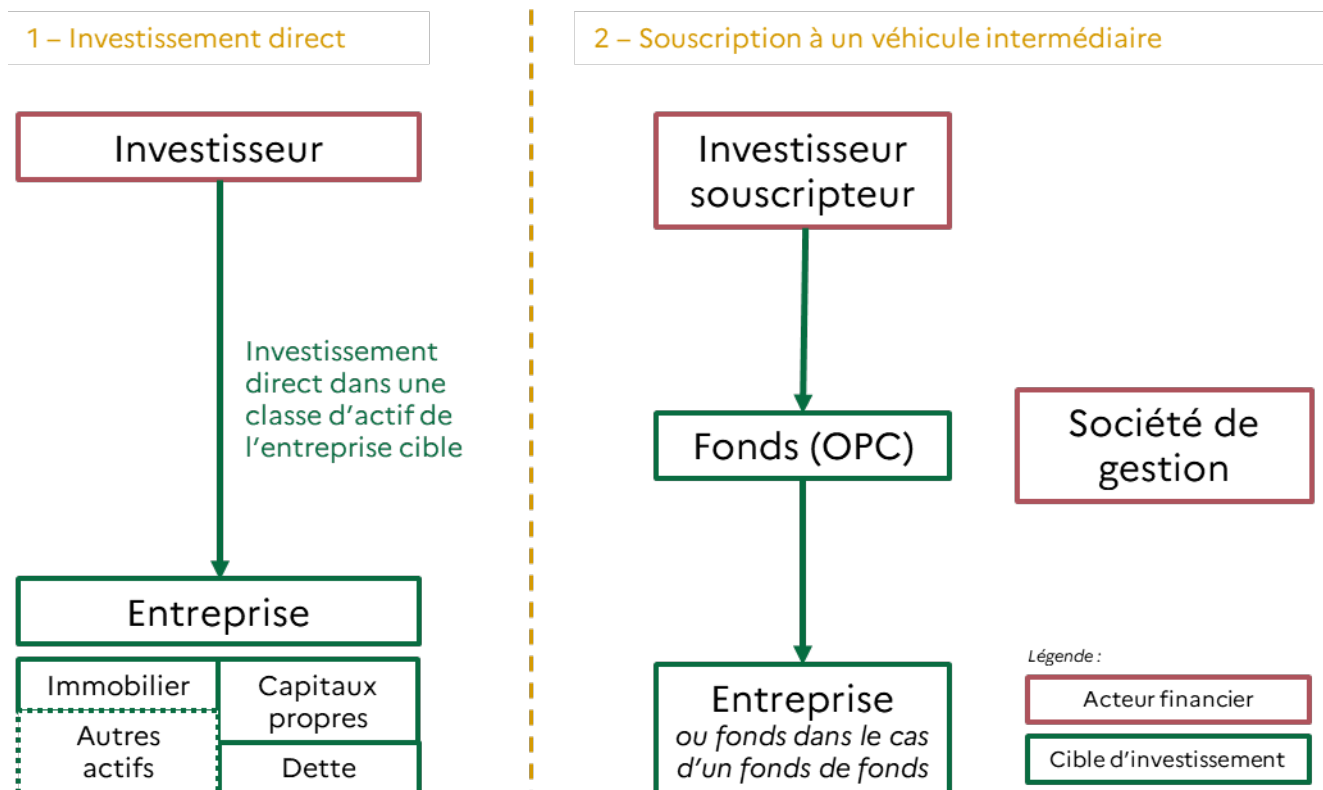 1 – Investissement direct
Investisseur
Investissement
direct dans une
classe d'actif de
l'entreprise cible
Entreprise
Immobilier
Capitaux
propres
Autres
actifs
Dette
2 – Souscription à un véhicule intermédiaire
Investisseur
souscripteur
Fonds (OPC)
Société de
gestion
Entreprise
ou fonds dans le cas
d'un fonds de fonds
Légende :
Acteur financier
Cible d'investissement